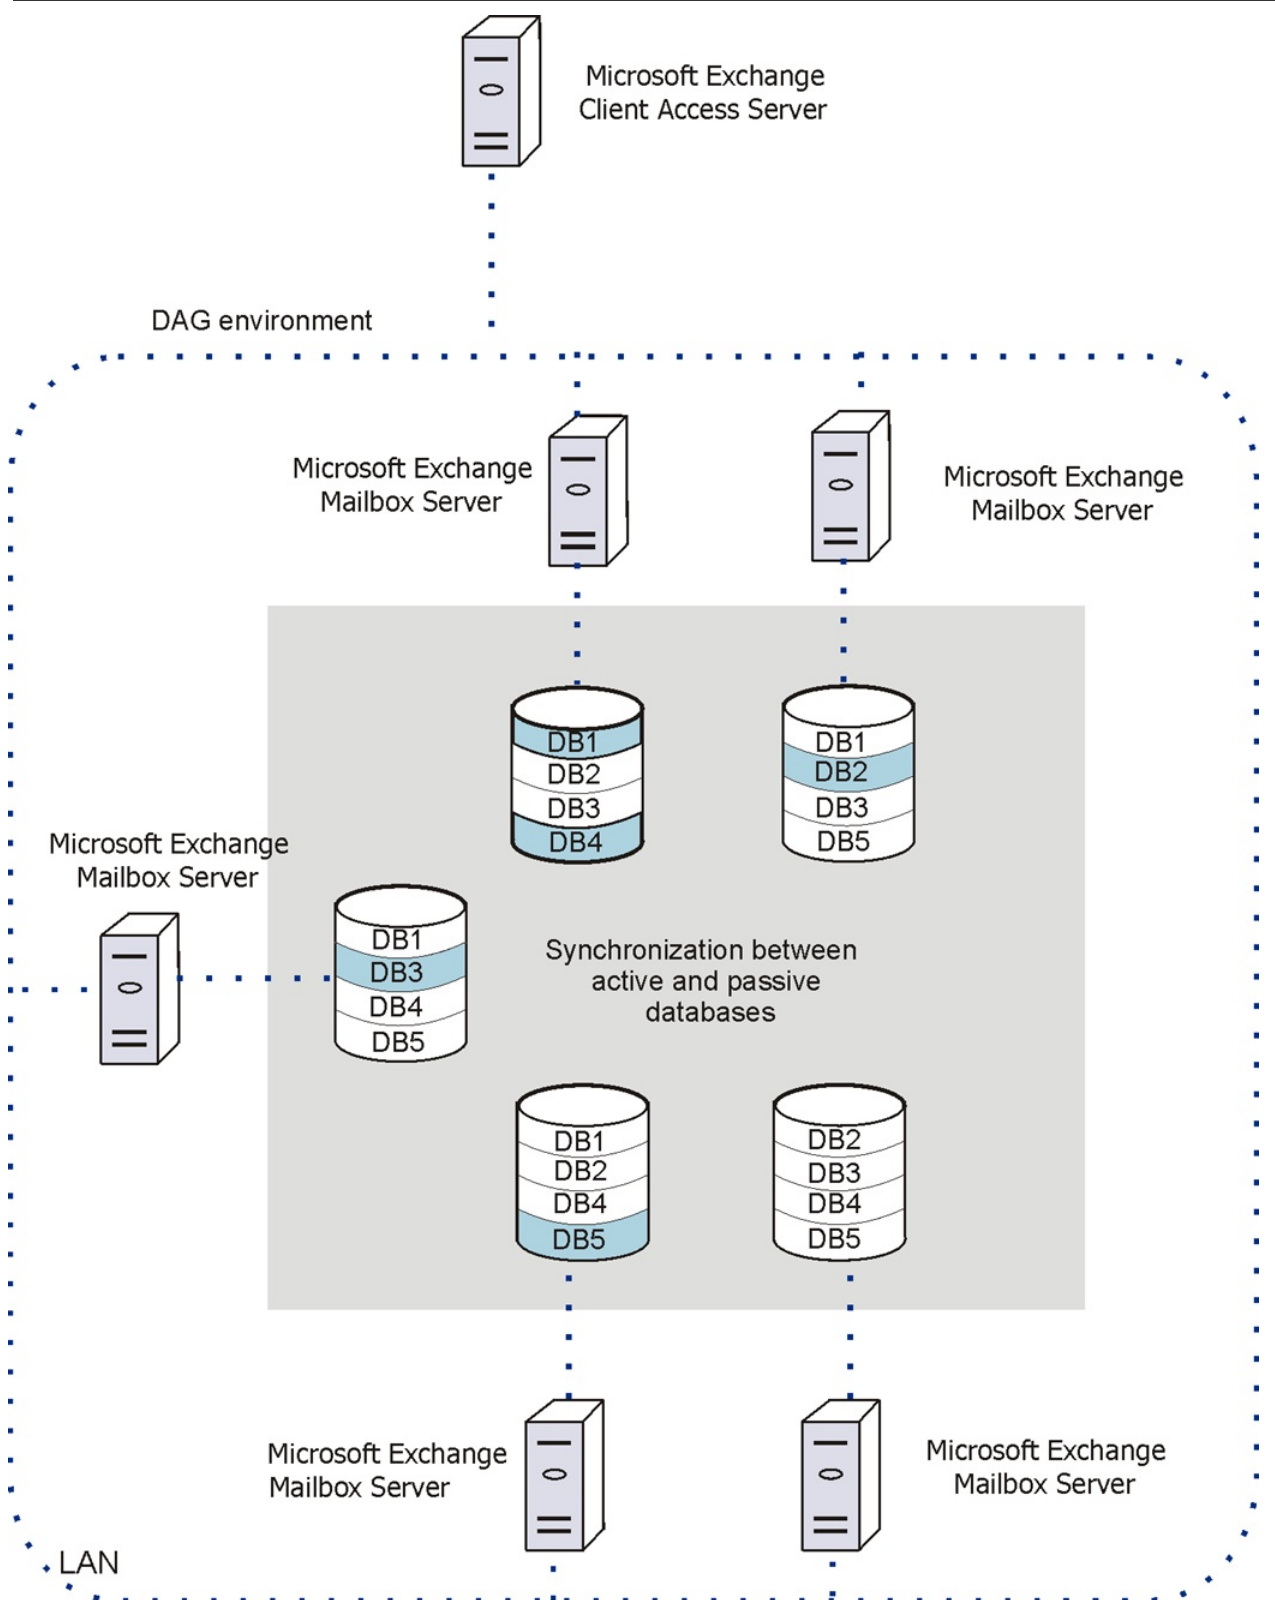 Microsoft Exchange
Client Access Server
DAG environment
Microsoft Exchange
Mailbox Server
Microsoft Exchange
Mailbox Server
DB1
DB2
DB3
DB4
DB1
DB2
DB3
DB5
Microsoft Exchange
Mailbox Server
DB1
DB3
DB4
DB5
Synchronization between
active and passive
databases
DB1
DB2
DB4
DB5
DB2
DB3
DB4
DB5
Microsoft Exchange
Mailbox Server
Microsoft Exchange
Mailbox Server
LAN